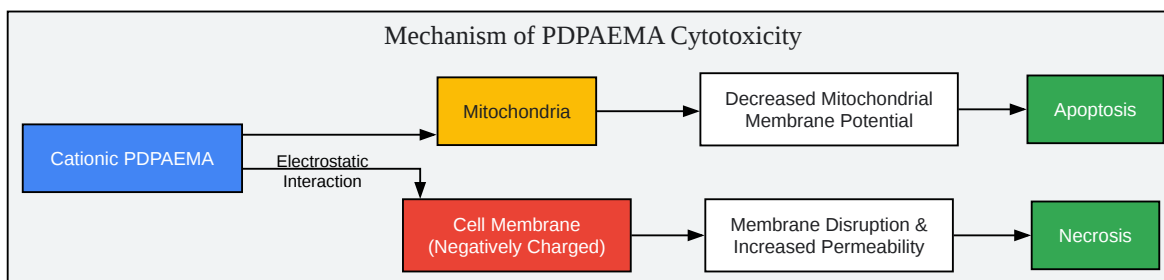 Mechanism of PDPAEMA Cytotoxicity
Cationic PDPAEMA
Electrostatic
Interaction
Mitochondria
Decreased Mitochondrial
Membrane Potential
Apoptosis
Cell Membrane
(Negatively Charged)
Membrane Disruption &
Increased Permeability
Necrosis